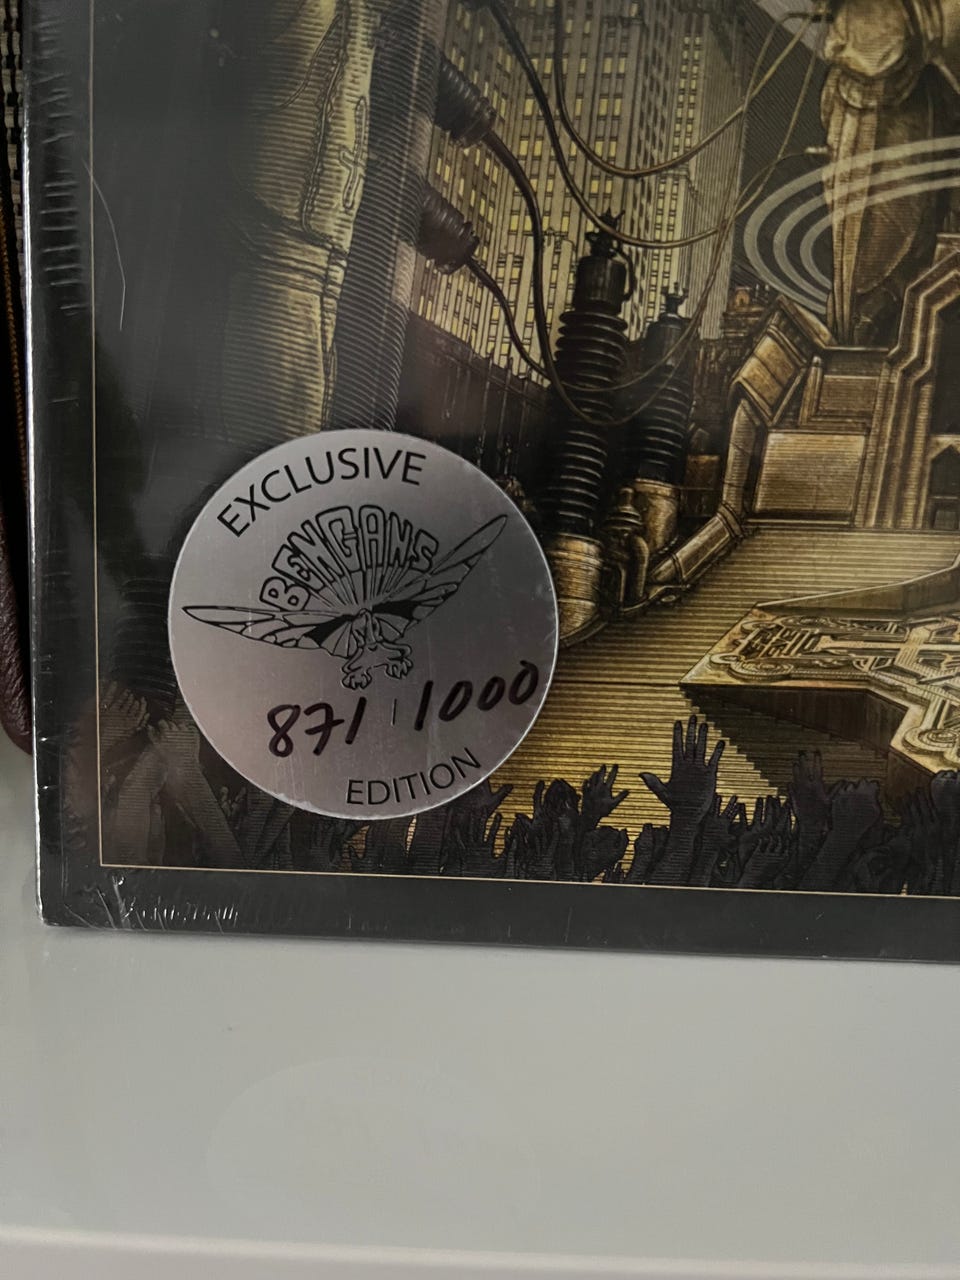 EXCLUSIVE
BENGANS
871/1000
EDITION